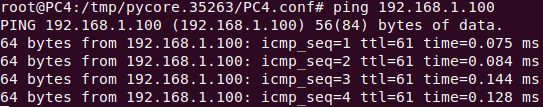 root@PC4:/tmp/pycore.35263/PC4.conf# ping 192.168.1.100
PING 192.168.1.100 (192.168.1.100) 56(84) bytes of data.
64 bytes from 192.168.1.100: icmp_seq=1 ttl=61 time=0.075 ms
64 bytes from 192.168.1.100: icmp_seq=2 ttl=61 time=0.084 ms
64 bytes from 192.168.1.100: icmp_seq=3 ttl=61 time=0.144 ms
64 bytes from 192.168.1.100: icmp_seq=4 ttl=61 time=0.128 ms